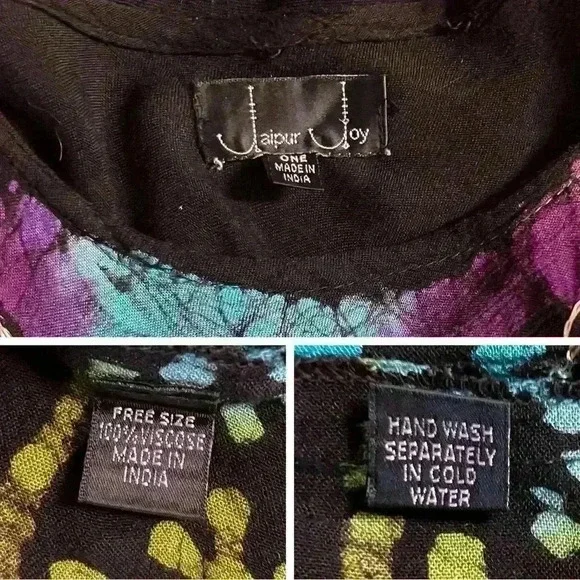 Jaipur Joy
ONE
MADE IN
INDIA
FREE SIZE
100% VISCOSE
MADE IN
INDIA
HAND WASH
SEPARATELY
IN COLD
WATER